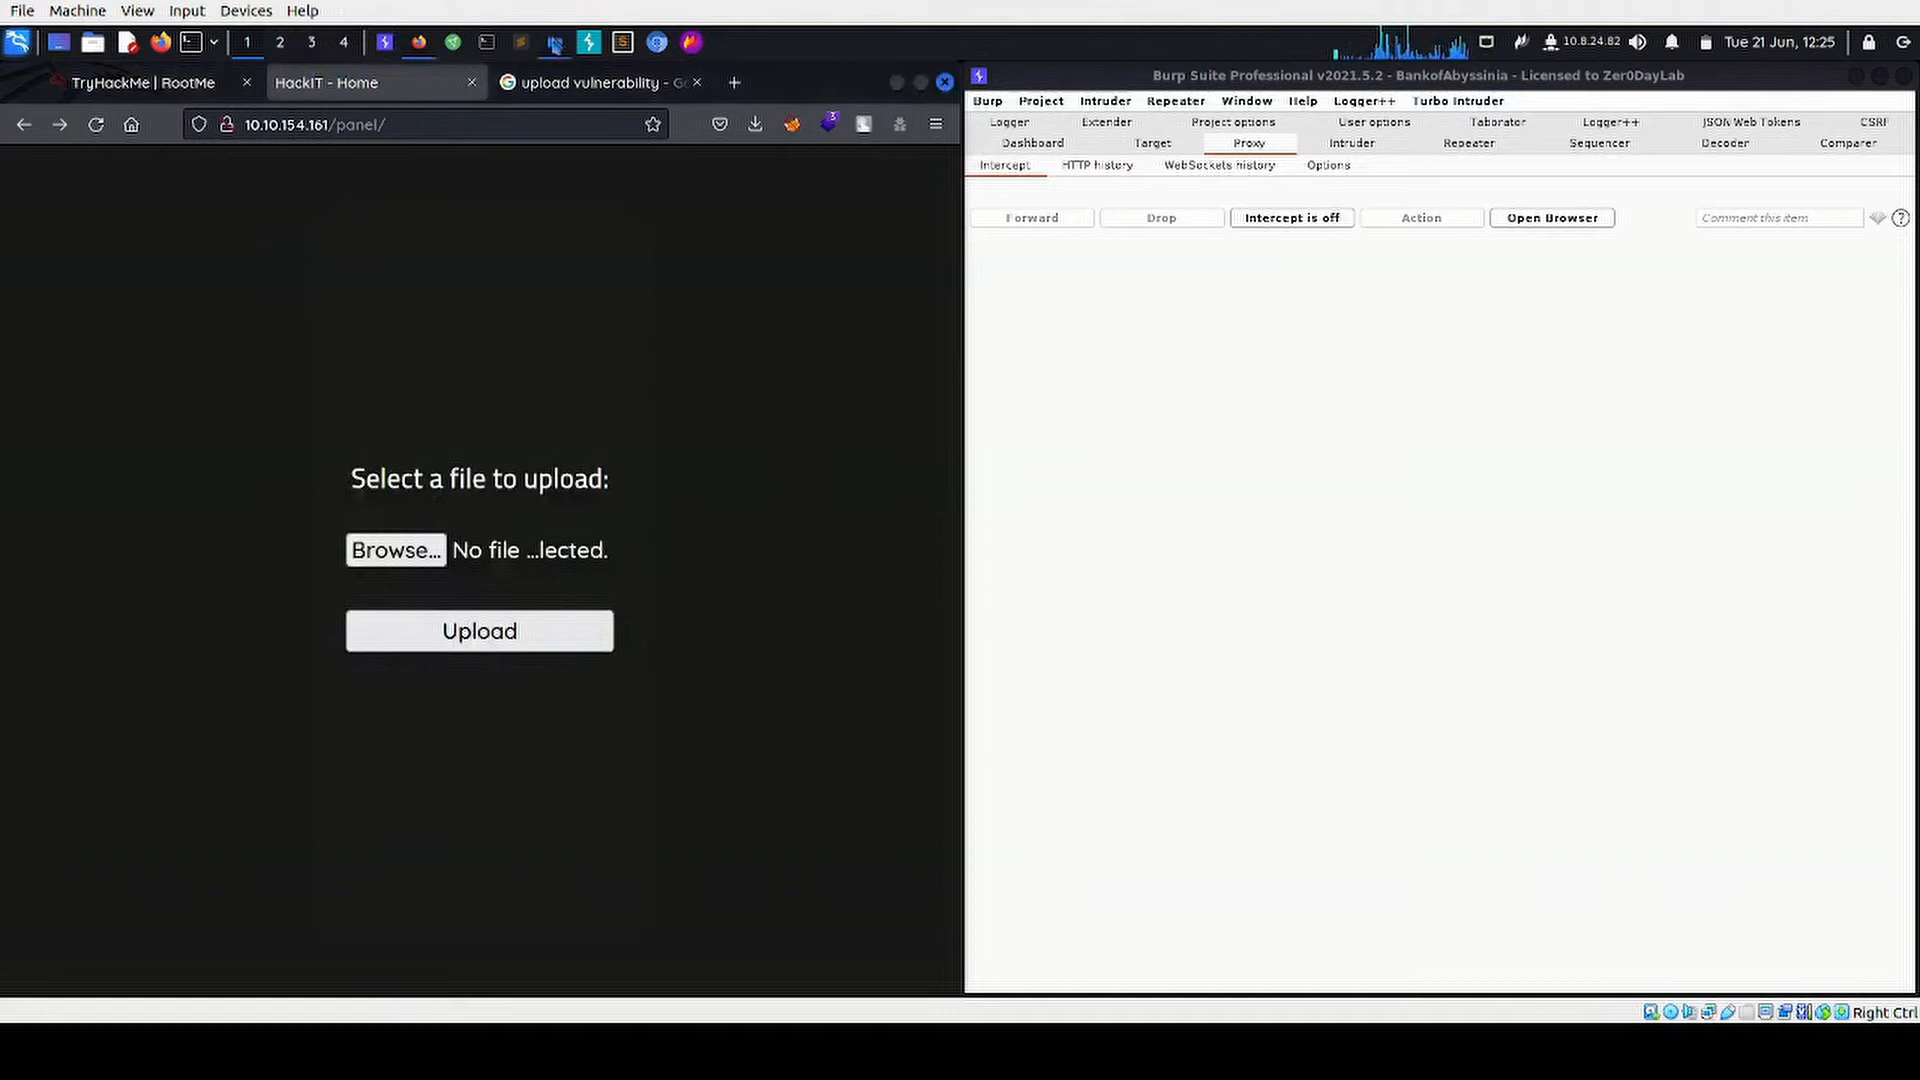 File Machine View Input Devices Help
1 2 3 4 10.8.24.82 Tue 21 Jun, 12:25
TryHackMe | RootMe HackIT - Home upload vulnerability - Go
10.10.154.161/panel/ 3
Select a file to upload:
Browse... No file ...lected.
Upload
Burp Suite Professional v2021.5.2 - BankofAbyssinia - Licensed to Zer0DayLab
Burp Project Intruder Repeater Window Help Logger++ Turbo Intruder
Logger Extender Project options User options Taborator Logger++ JSON Web Tokens CSRF
Dashboard Target Proxy Intruder Repeater Sequencer Decoder Comparer
Intercept HTTP history WebSockets history Options
Forward Drop Intercept is off Action Open Browser Comment this item ?
Right Ctrl